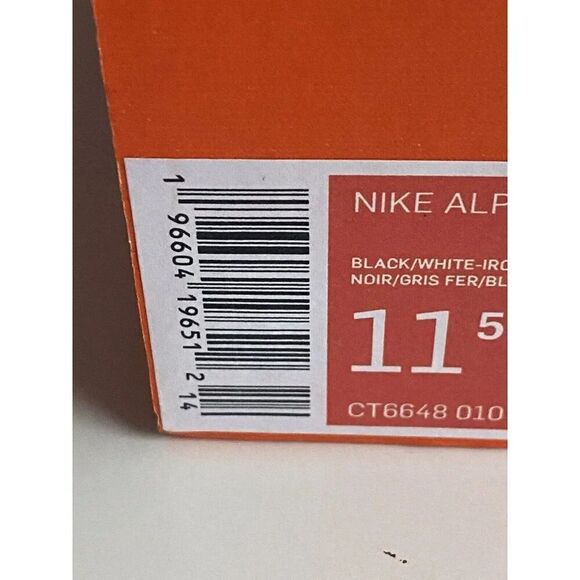 1 96604 19651 2 14
NIKE ALP
BLACK/WHITE-IRO
NOIR/GRIS FER/BL
11 5
CT6648 010